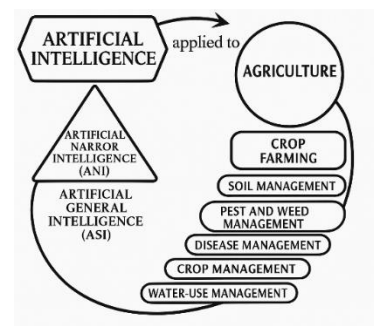 ARTIFICIAL
INTELLIGENCE
applied to
AGRICULTURE
ARTIFICIAL
NARROR
INTELLIGENCE
(ANI)
ARTIFICIAL
GENERAL
INTELLIGENCE
(ASI)
CROP
FARMING
SOIL MANAGEMENT
PEST AND WEED
MANAGEMENT
DISEASE MANAGEMENT
CROP MANAGEMENT
WATER-USE MANAGEMENT